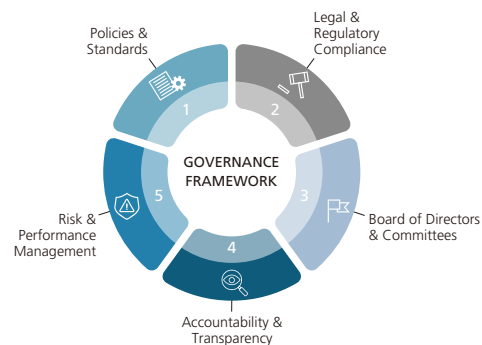 Policies &
Standards
1
Legal &
Regulatory
Compliance
2
GOVERNANCE
FRAMEWORK
3
Board of Directors
& Committees
4
Accountability &
Transparency
5
Risk &
Performance
Management